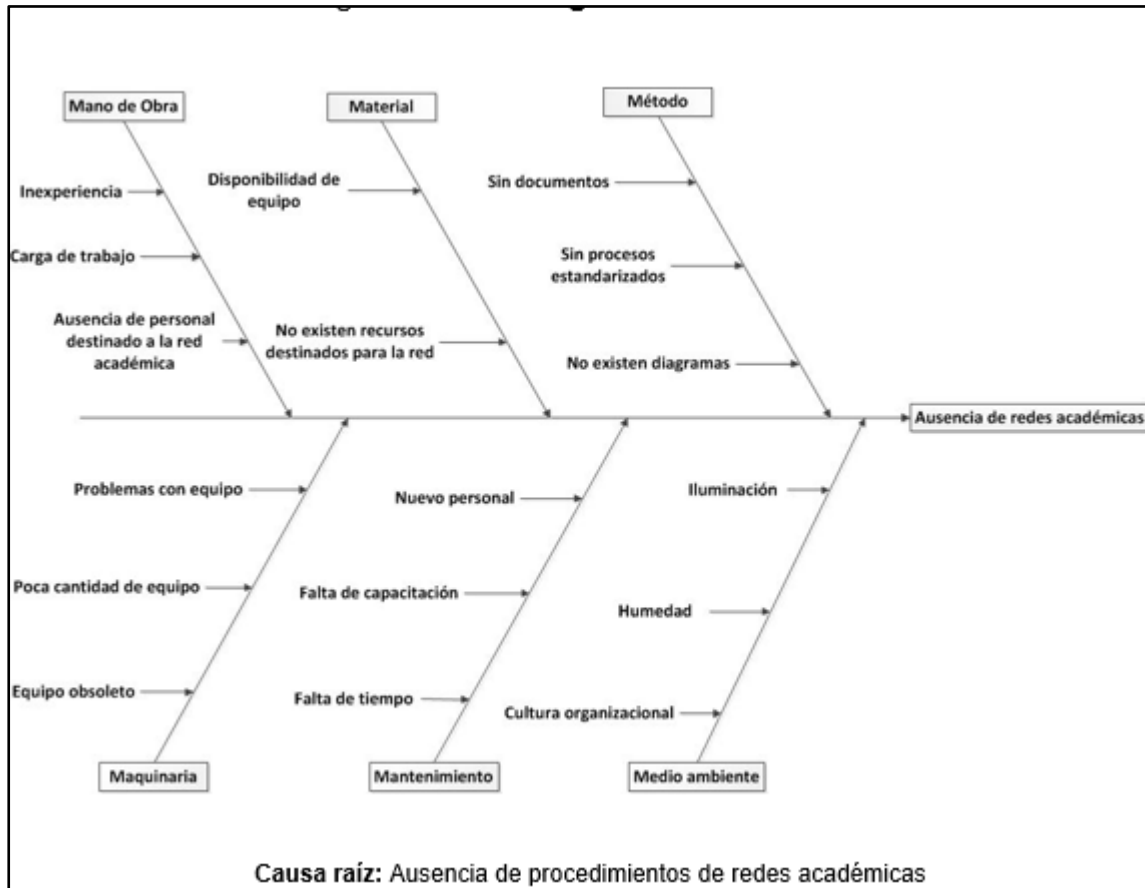 Mano de Obra
Material
Método
Inexperiencia
Carga de trabajo
Ausencia de personal
destinado a la red
académica
Disponibilidad de
equipo
No existen recursos
destinados para la red
Sin documentos
Sin procesos
estandarizados
No existen diagramas
Ausencia de redes académicas
Problemas con equipo
Poca cantidad de equipo
Equipo obsoleto
Nuevo personal
Falta de capacitación
Falta de tiempo
Iluminación
Humedad
Cultura organizacional
Maquinaria
Mantenimiento
Medio ambiente
Causa raíz: Ausencia de procedimientos de redes académicas